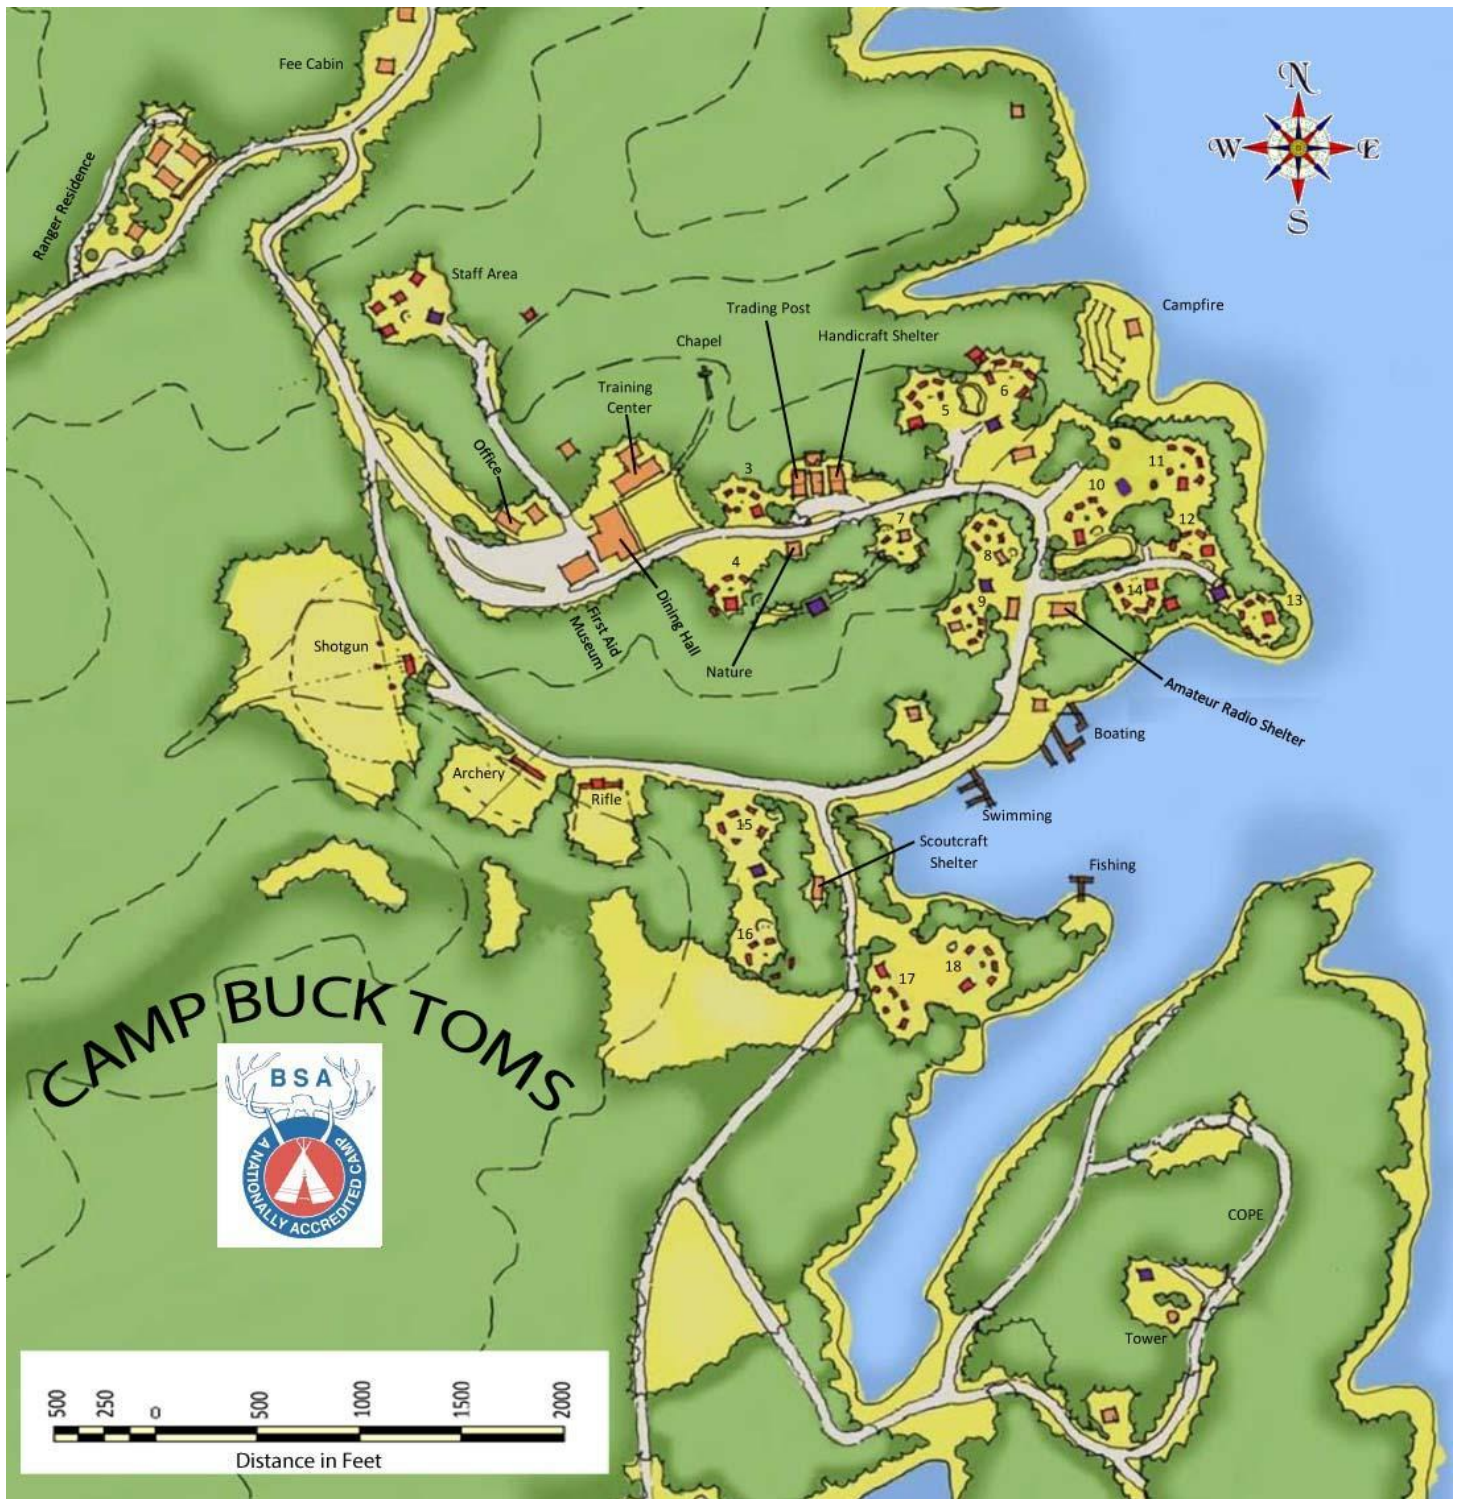 Fee Cabin
N
W
E
S
Ranger Residence
Staff Area
Campfire
Trading Post
Handicraft Shelter
Chapel
Training
Center
Office
3
5
6
11
10
12
7
8
4
9
14
13
First Aid
Museum
Dining Hall
Nature
Shotgun
Amateur Radio Shelter
Boating
Archery
Rifle
Swimming
15
Scoutcraft
Shelter
Fishing
16
17
18
CAMP BUCK TOMS
BSA
A NATIONALLY ACCREDITED CAMP
COPE
Tower
500 250 0 500 1000 1500 2000
Distance in Feet